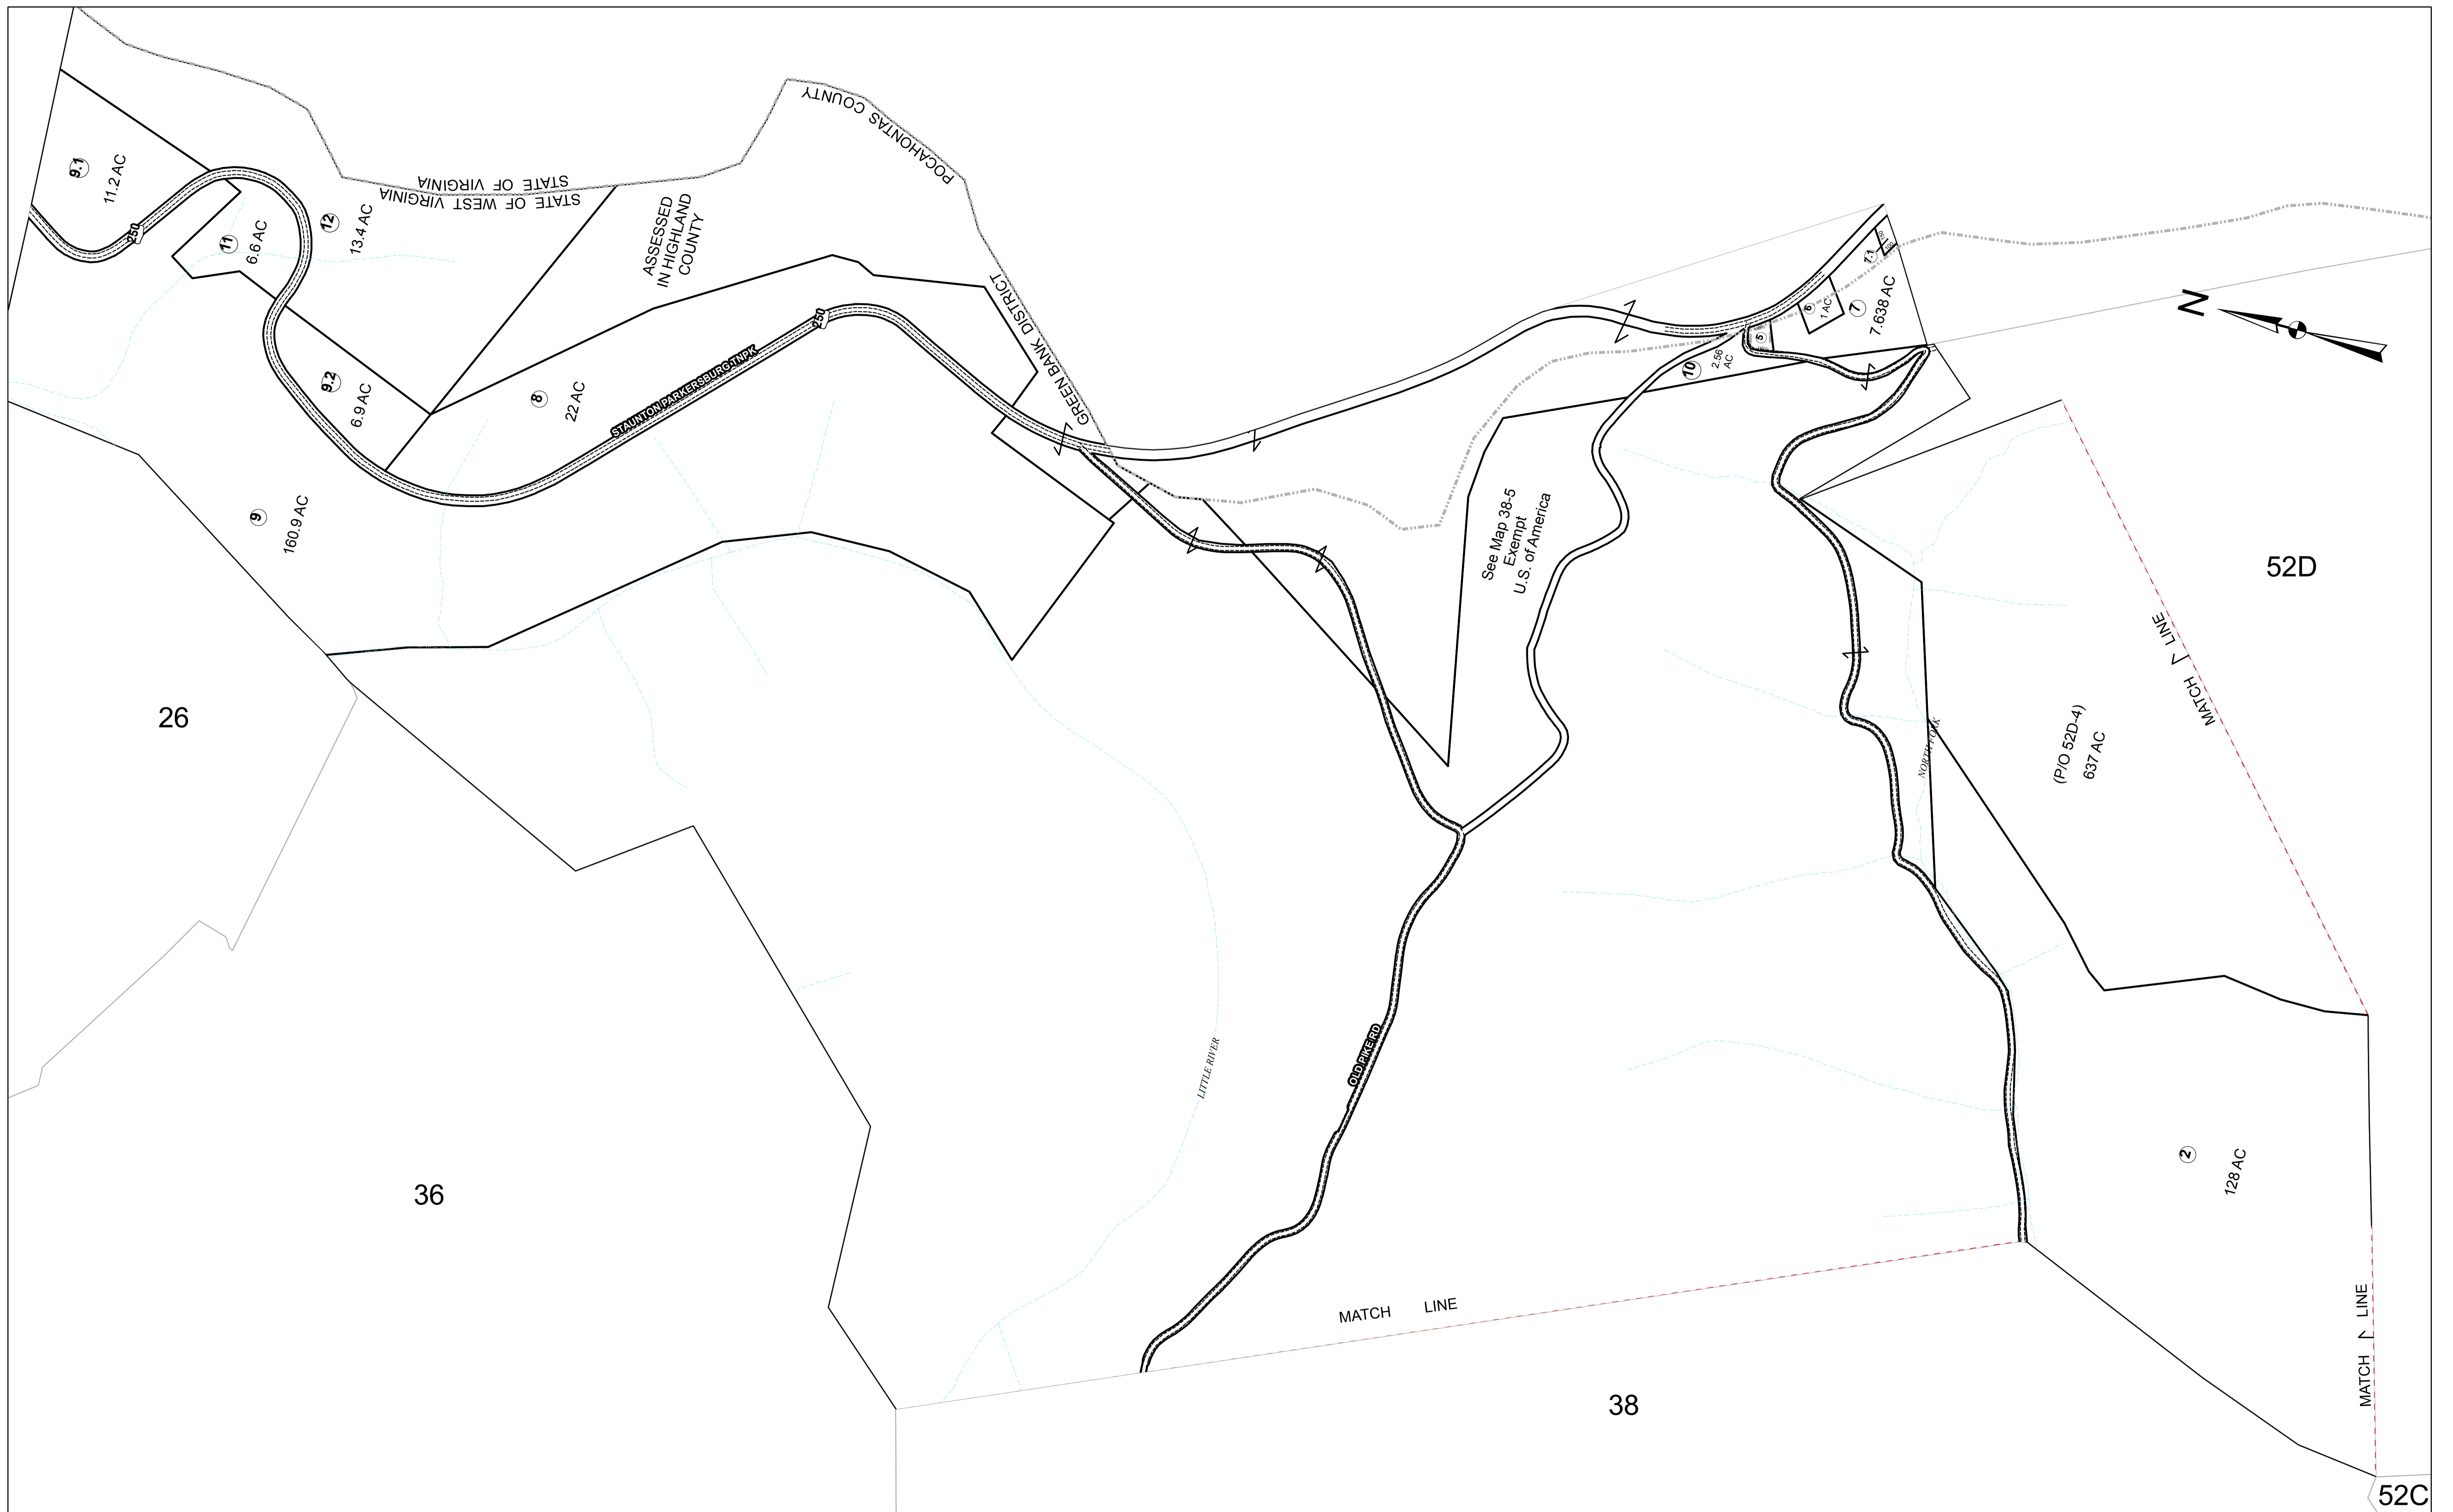 9.1
11.2 AC
250
11
6.6 AC
12
13.4 AC
STATE OF VIRGINIA
STATE OF WEST VIRGINIA
POCAHONTAS COUNTY
ASSESSED
IN HIGHLAND
COUNTY
GREEN BANK DISTRICT
9.2
6.9 AC
8
22 AC
STAUNTON PARKERSBURG TNPK
250
9
160.9 AC
See Map 38-5
Exempt
U.S. of America
10
2.56
AC
5
6
1 AC
7
7.638 AC
7.1
N
52D
MATCH LINE
(P/O 52D-4)
637 AC
NORTH FORK
26
36
LITTLE RIVER
OLD PIKE RD
2
128 AC
MATCH LINE
MATCH LINE
38
52C